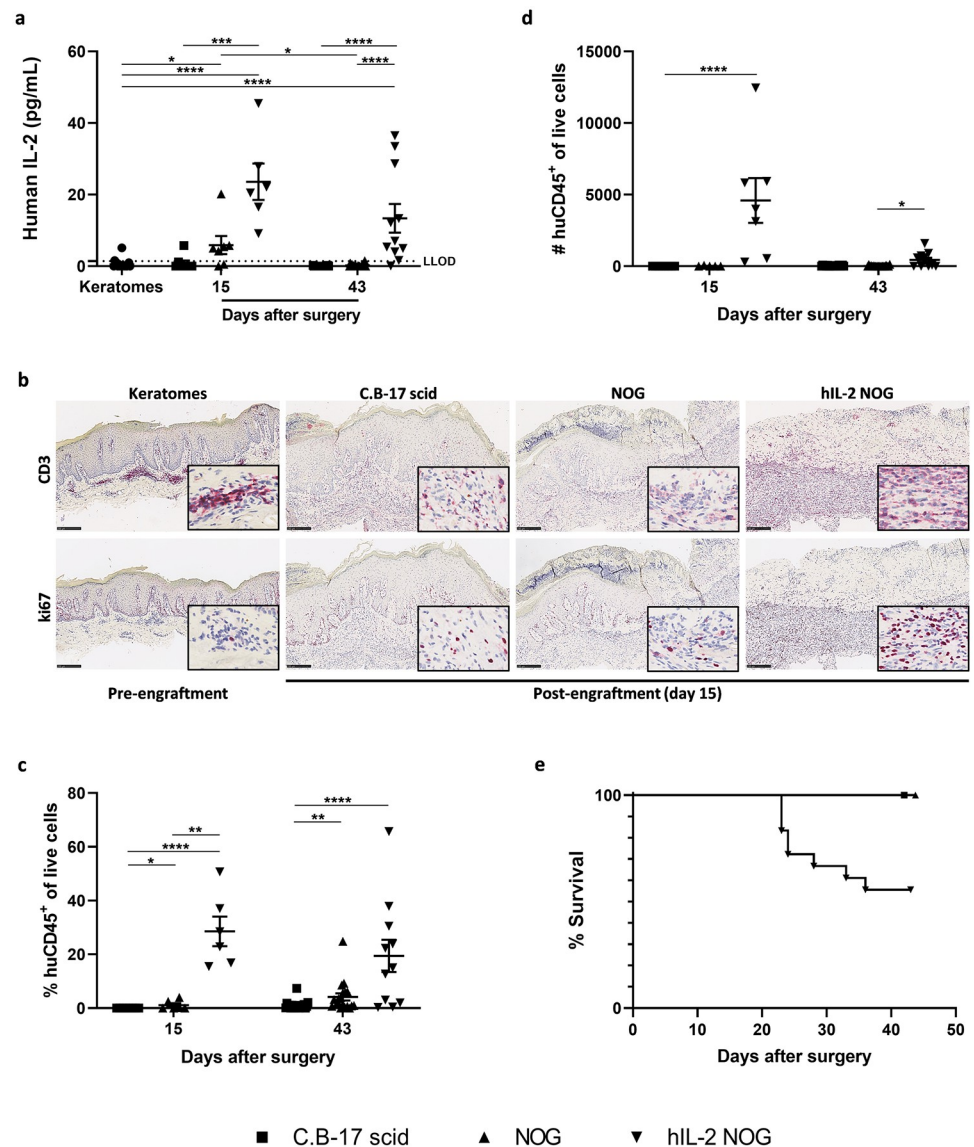 a
***
****
*
*
****
****
****
60
40
20
0
Human IL-2 (pg/mL)
LLOD
Keratomes
15
43
Days after surgery
d
****
*
15000
10000
5000
0
# huCD45+ of live cells
15
43
Days after surgery
b
Keratomes
C.B-17 scid
NOG
hIL-2 NOG
CD3
ki67
Pre-engraftment
Post-engraftment (day 15)
c
**
****
*
****
**
80
60
40
20
0
% huCD45+ of live cells
15
43
Days after surgery
e
100
0
% Survival
0 10 20 30 40 50
Days after surgery
C.B-17 scid
NOG
hIL-2 NOG